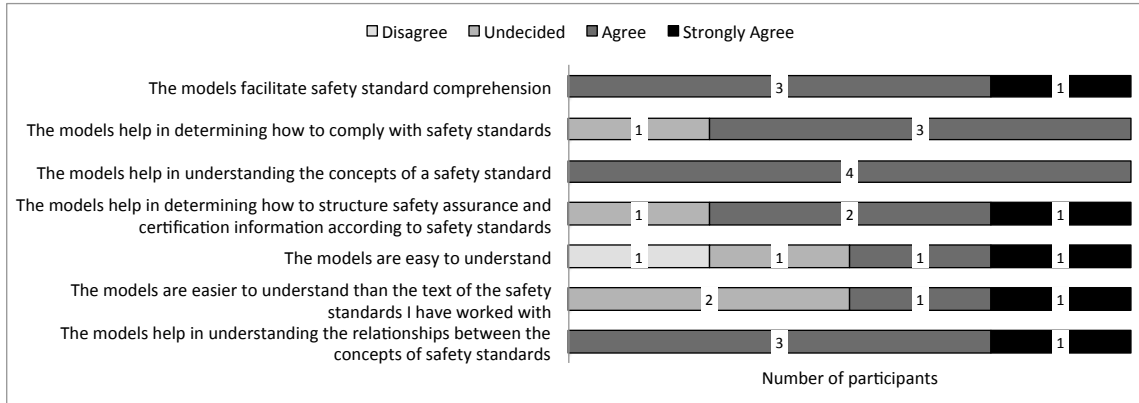 Disagree Undecided Agree Strongly Agree
The models facilitate safety standard comprehension
3 1
The models help in determining how to comply with safety standards
1 3
The models help in understanding the concepts of a safety standard
4
The models help in determining how to structure safety assurance and
certification information according to safety standards
1 2 1
The models are easy to understand
1 1 1 1
The models are easier to understand than the text of the safety
standards I have worked with
2 1 1
The models help in understanding the relationships between the
concepts of safety standards
3 1
Number of participants